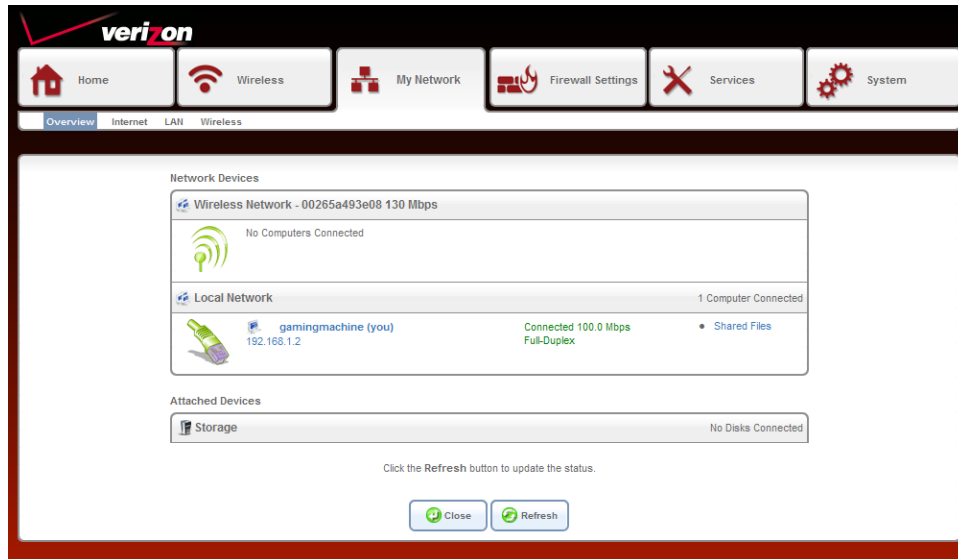 verizon
Home Wireless My Network Firewall Settings Services System
Overview Internet LAN Wireless
Network Devices
Wireless Network - 00265a493e08 130 Mbps
No Computers Connected
Local Network 1 Computer Connected
gamingmachine (you) Connected 100.0 Mbps • Shared Files
192.168.1.2 Full-Duplex
Attached Devices
Storage No Disks Connected
Click the Refresh button to update the status.
Close Refresh